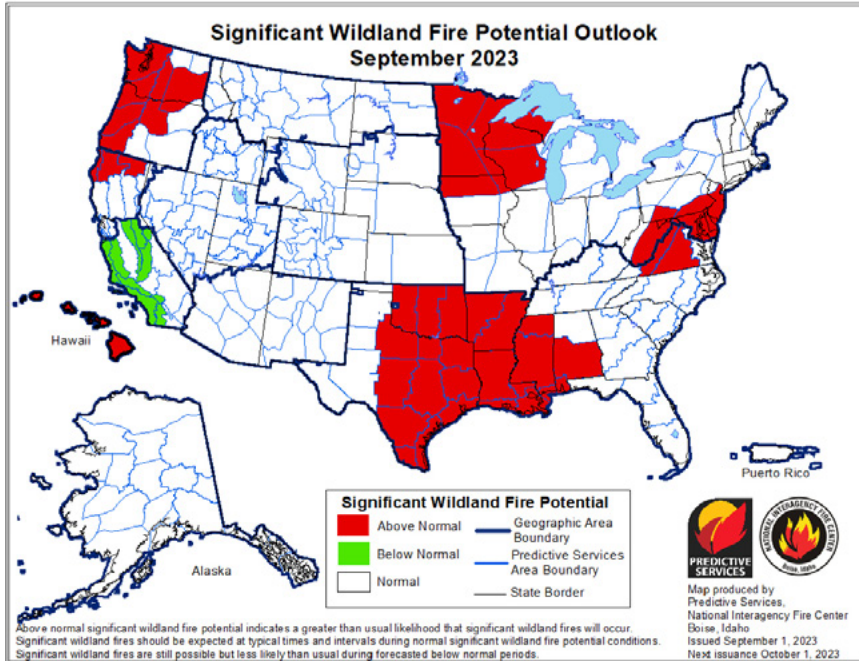 Significant Wildland Fire Potential Outlook
September 2023
Hawaii
Alaska
Puerto Rico
Significant Wildland Fire Potential
Above Normal
Below Normal
Normal
Geographic Area
Boundary
Predictive Services
Area Boundary
State Border
PREDICTIVE
SERVICES
NATIONAL INTERAGENCY FIRE CENTER
Boise, Idaho
Map produced by
Predictive Services,
National Interagency Fire Center
Boise, Idaho
Issued September 1, 2023
Next issuance October 1, 2023
Above normal significant wildland fire potential indicates a greater than usual likelihood that significant wildland fires will occur.
Significant wildland fires should be expected at typical times and intervals during normal significant wildland fire potential conditions.
Significant wildland fires are still possible but less likely than usual during forecasted below normal periods.